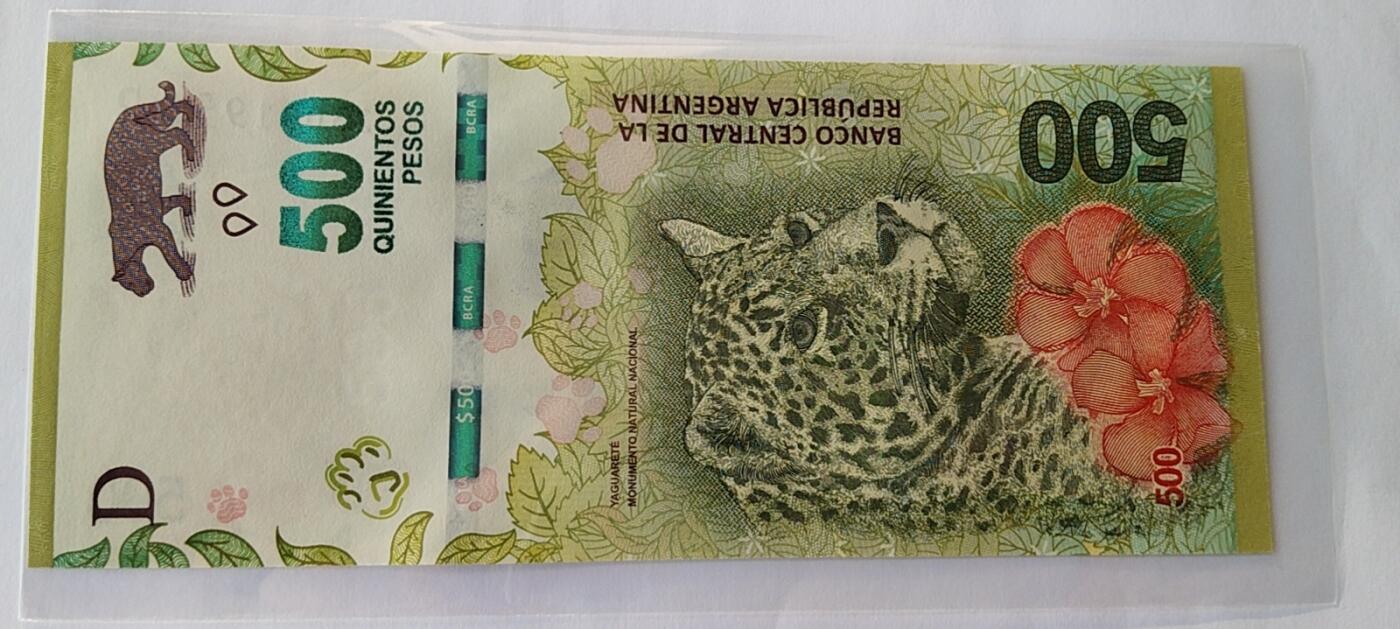 500
QUINIENTOS
PESOS
BCRA
BCRA
$50
D
BANCO CENTRAL DE LA
REPÚBLICA ARGENTINA
500
YAGUARETÉ
MONUMENTO NATURAL NACIONAL
500